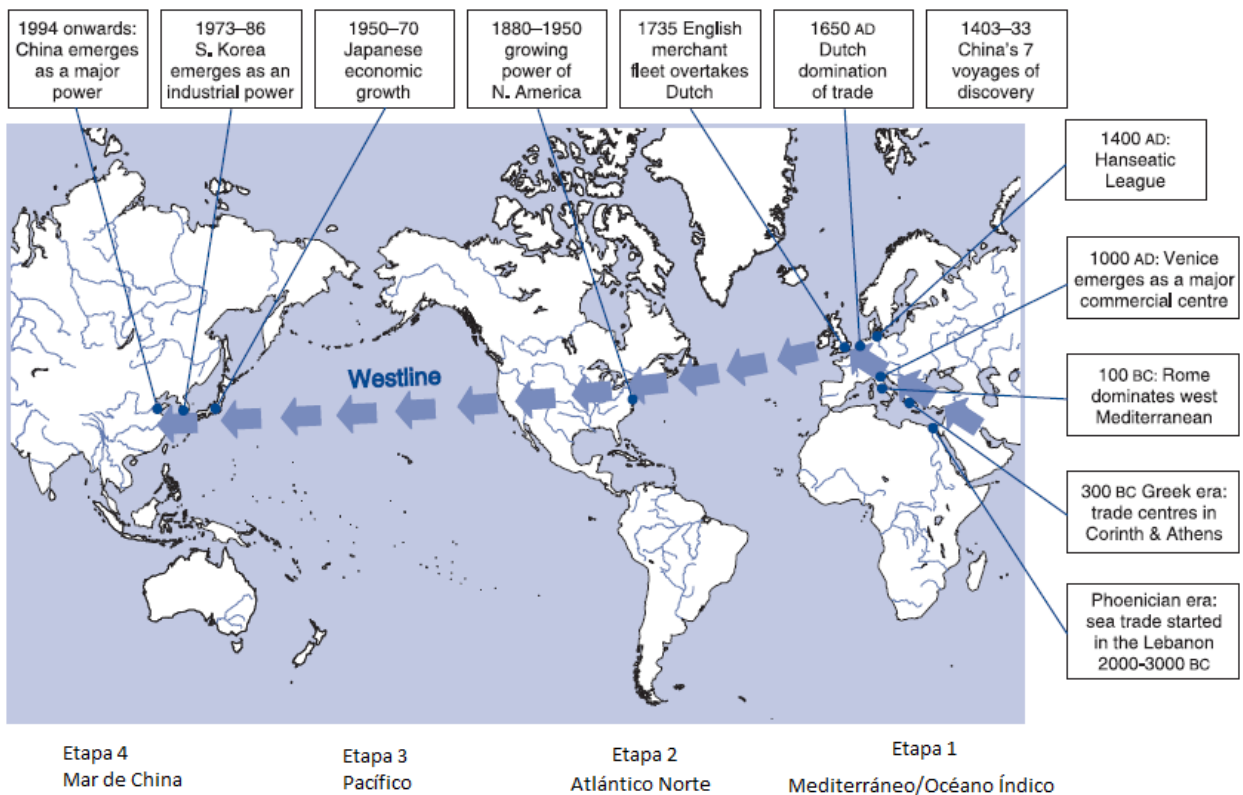 1994 onwards:
China emerges
as a major
power
1973–86
S. Korea
emerges as an
industrial power
1950–70
Japanese
economic
growth
1880–1950
growing
power of
N. America
1735 English
merchant
fleet overtakes
Dutch
1650 AD
Dutch
domination
of trade
1403–33
China's 7
voyages of
discovery
1400 AD:
Hanseatic
League
1000 AD: Venice
emerges as a major
commercial centre
100 BC: Rome
dominates west
Mediterranean
300 BC Greek era:
trade centres in
Corinth & Athens
Phoenician era:
sea trade started
in the Lebanon
2000-3000 BC
Westline
Etapa 4
Mar de China
Etapa 3
Pacífico
Etapa 2
Atlántico Norte
Etapa 1
Mediterráneo/Océano Índico